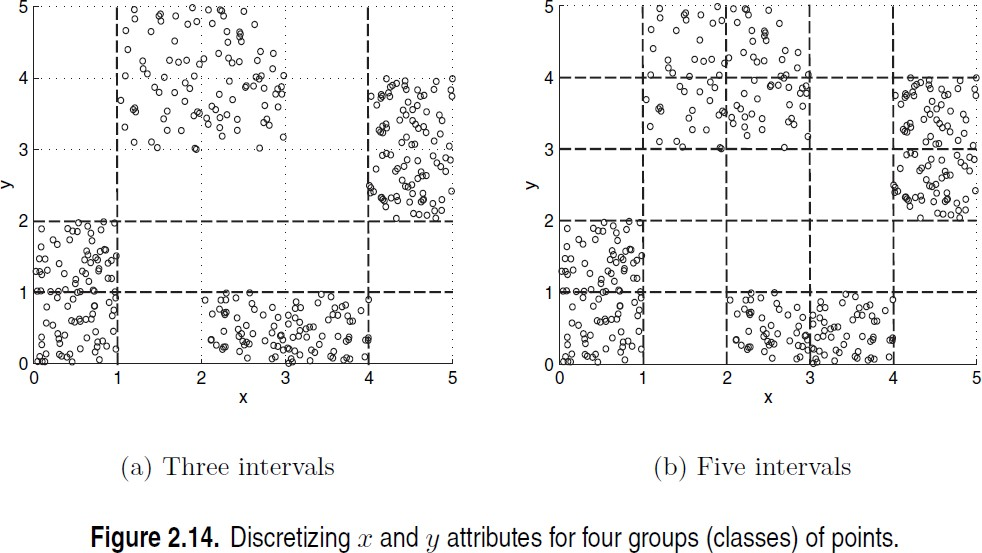 5
4
3
2
1
0
y
0 1 2 3 4 5
x
5
4
3
2
1
0
y
0 1 2 3 4 5
x
(a) Three intervals
(b) Five intervals
Figure 2.14. Discretizing x and y attributes for four groups (classes) of points.